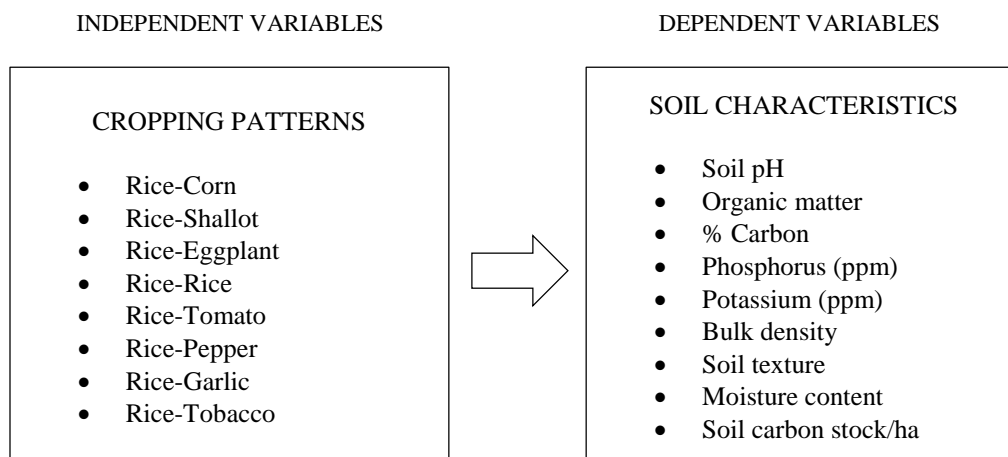 INDEPENDENT VARIABLES
CROPPING PATTERNS
• Rice-Corn
• Rice-Shallot
• Rice-Eggplant
• Rice-Rice
• Rice-Tomato
• Rice-Pepper
• Rice-Garlic
• Rice-Tobacco
DEPENDENT VARIABLES
SOIL CHARACTERISTICS
• Soil pH
• Organic matter
• % Carbon
• Phosphorus (ppm)
• Potassium (ppm)
• Bulk density
• Soil texture
• Moisture content
• Soil carbon stock/ha